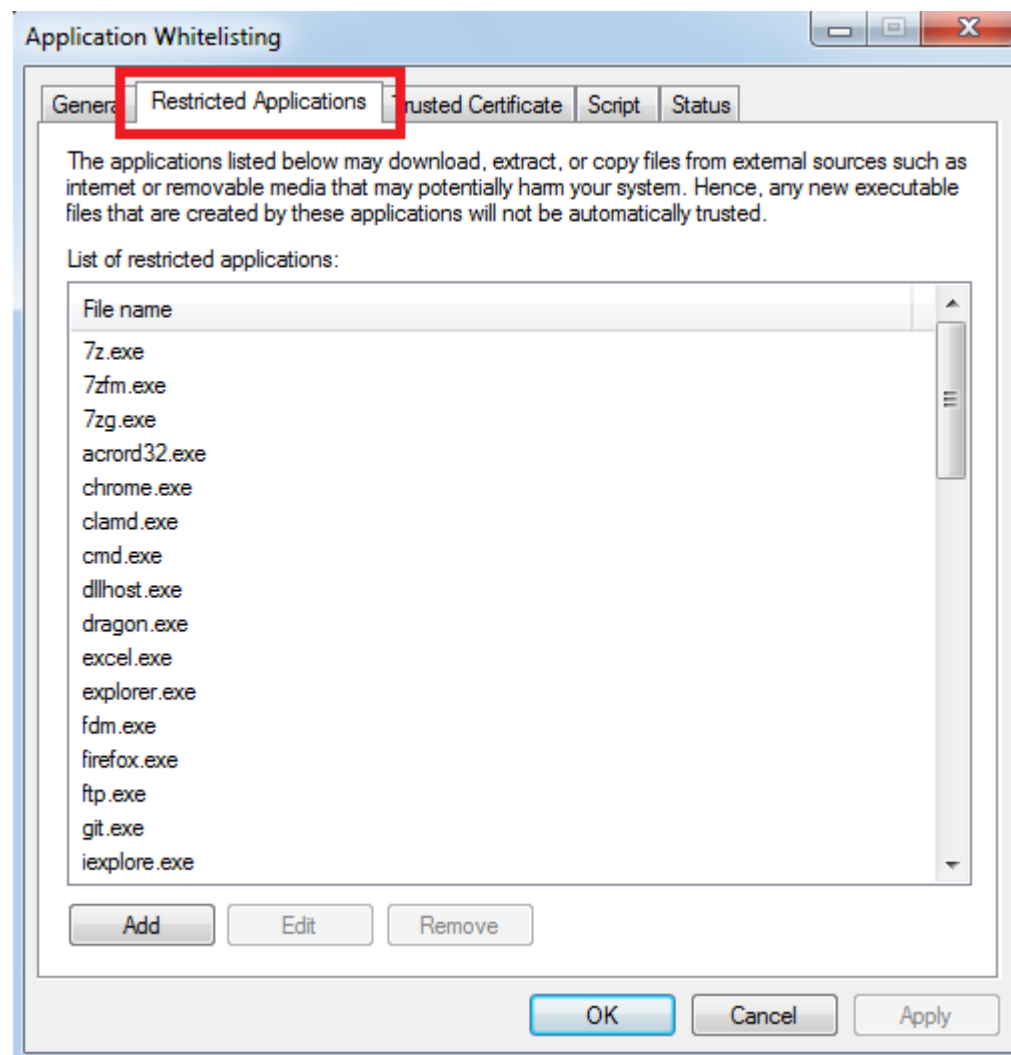 Application Whitelisting
General Restricted Applications Trusted Certificate Script Status
The applications listed below may download, extract, or copy files from external sources such as
internet or removable media that may potentially harm your system. Hence, any new executable
files that are created by these applications will not be automatically trusted.
List of restricted applications:
File name
7z.exe
7zfm.exe
7zg.exe
acrord32.exe
chrome.exe
clamd.exe
cmd.exe
dllhost.exe
dragon.exe
excel.exe
explorer.exe
fdm.exe
firefox.exe
ftp.exe
git.exe
iexplore.exe
Add Edit Remove
OK Cancel Apply